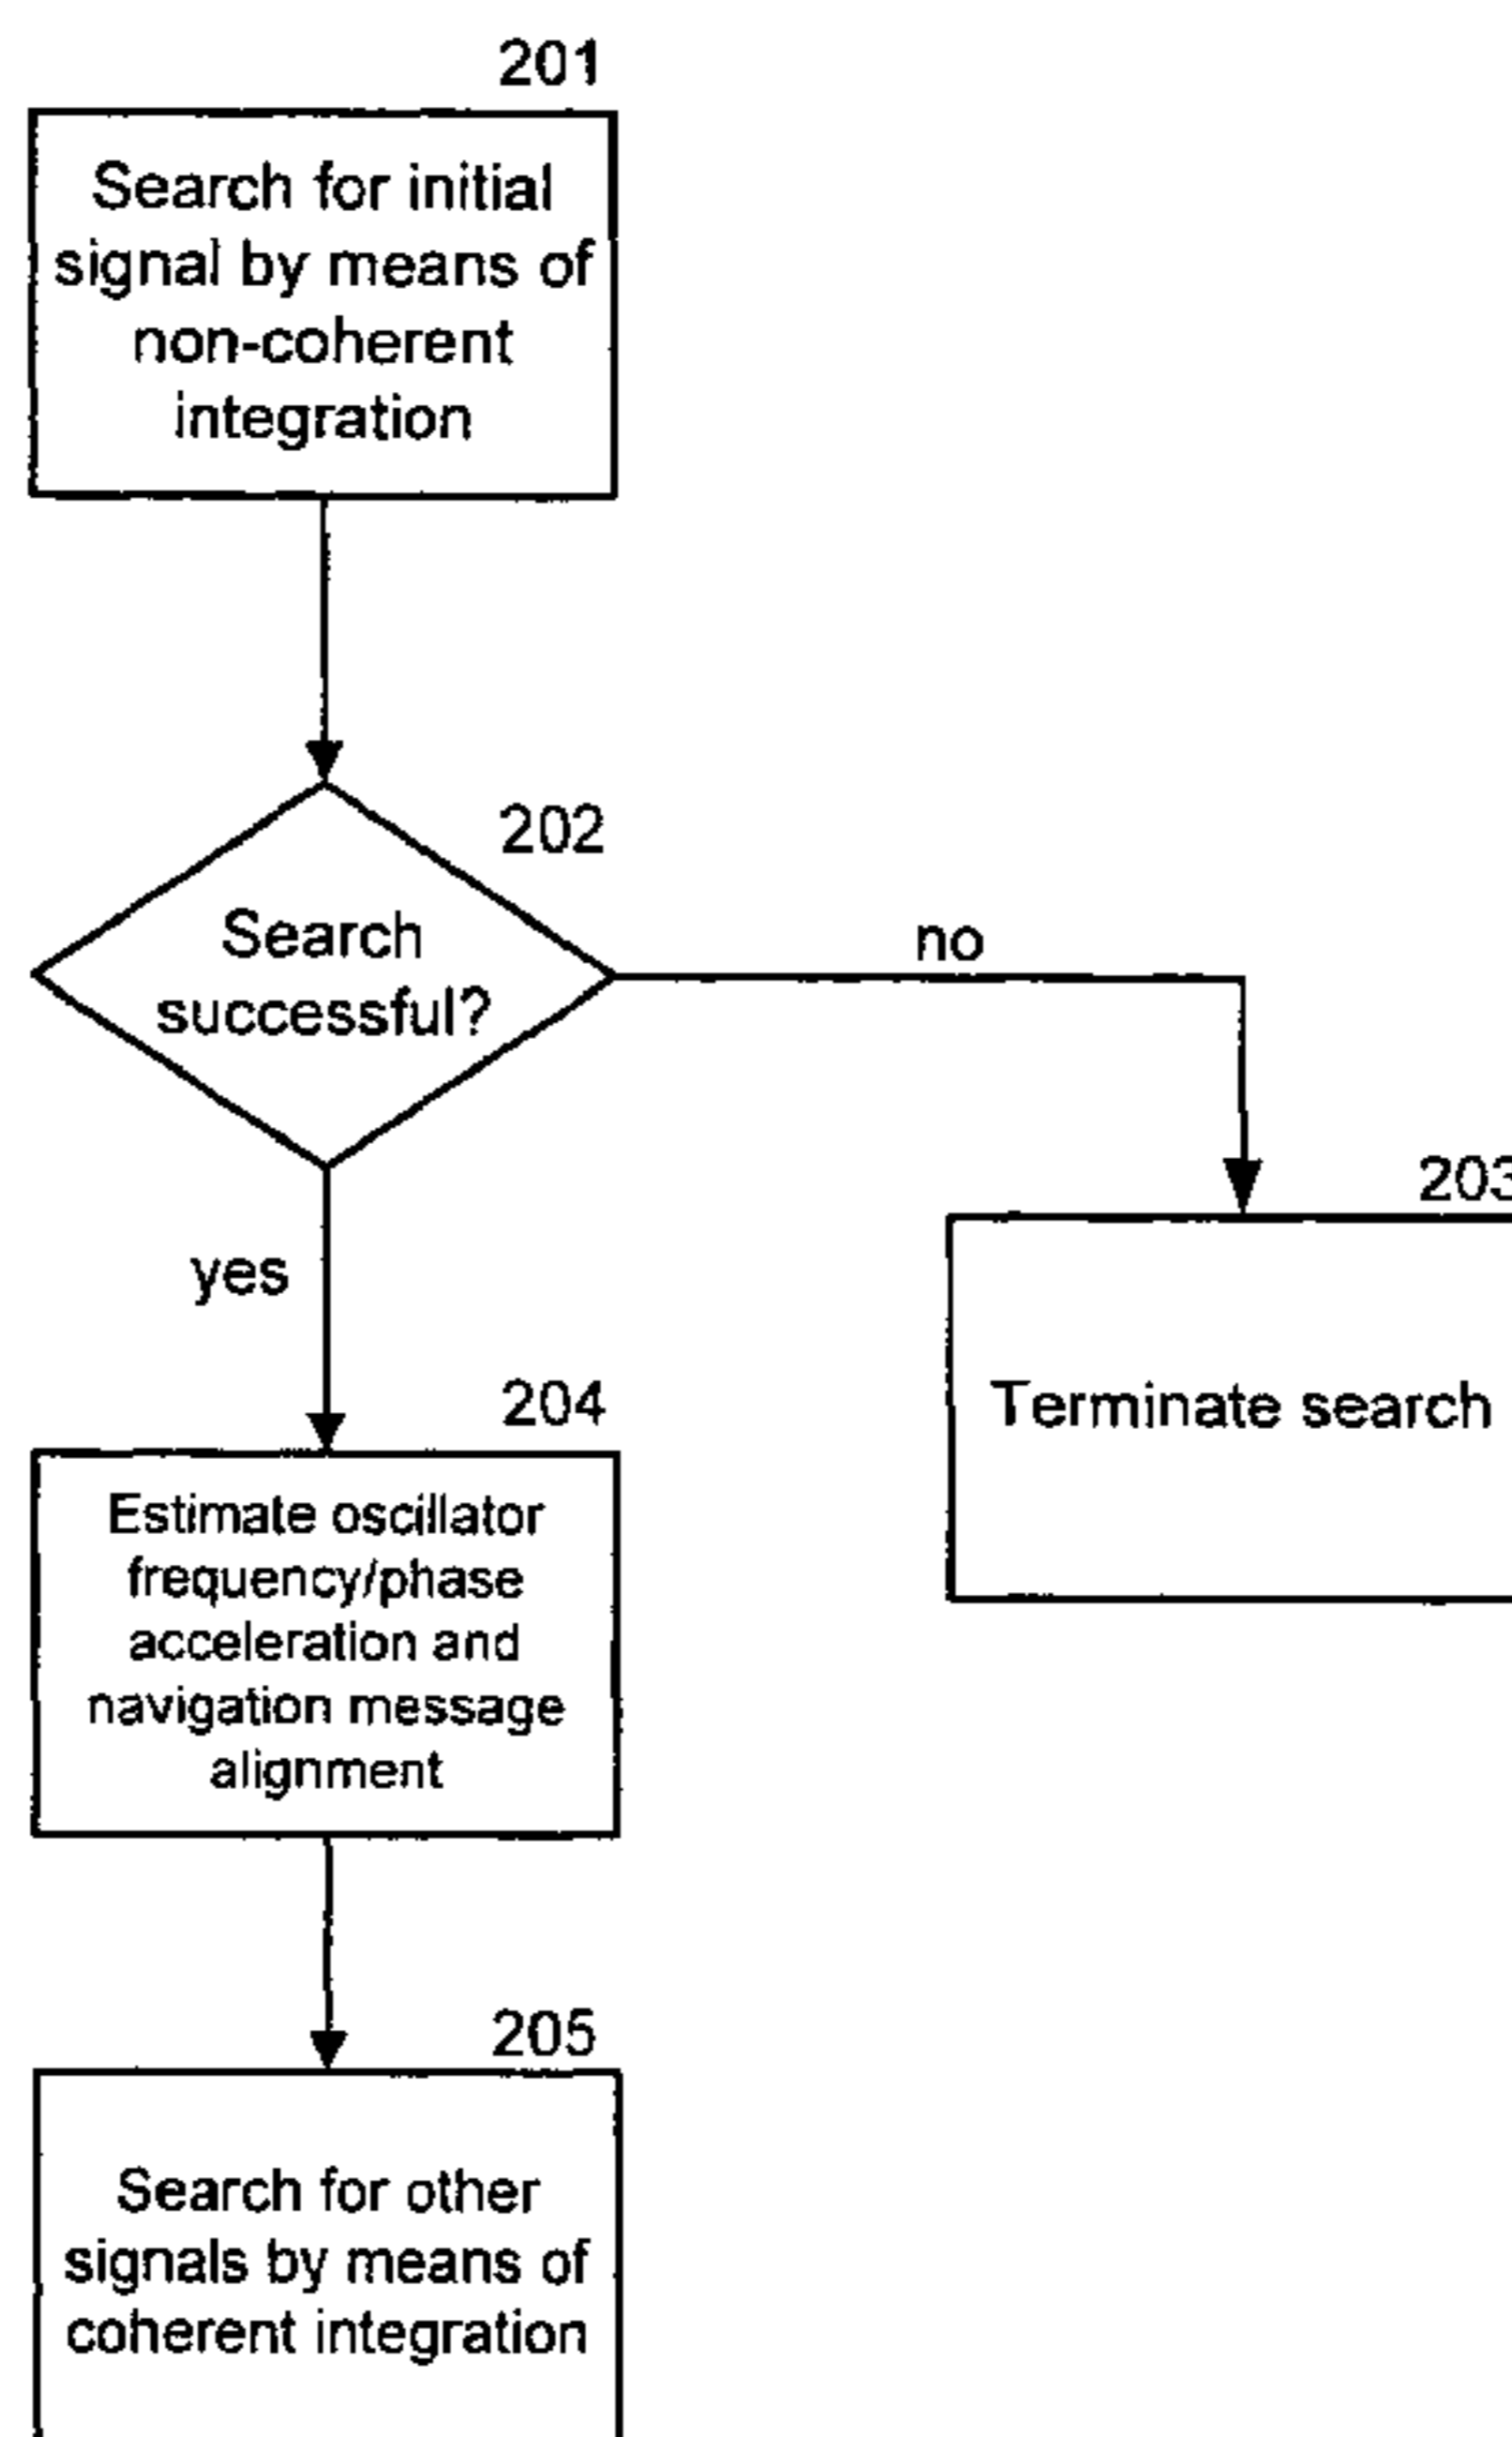 201
Search for initial
signal by means of
non-coherent
integration
202
Search
successful?
no
yes
203
Terminate search
204
Estimate oscillator
frequency/phase
acceleration and
navigation message
alignment
205
Search for other
signals by means of
coherent integration